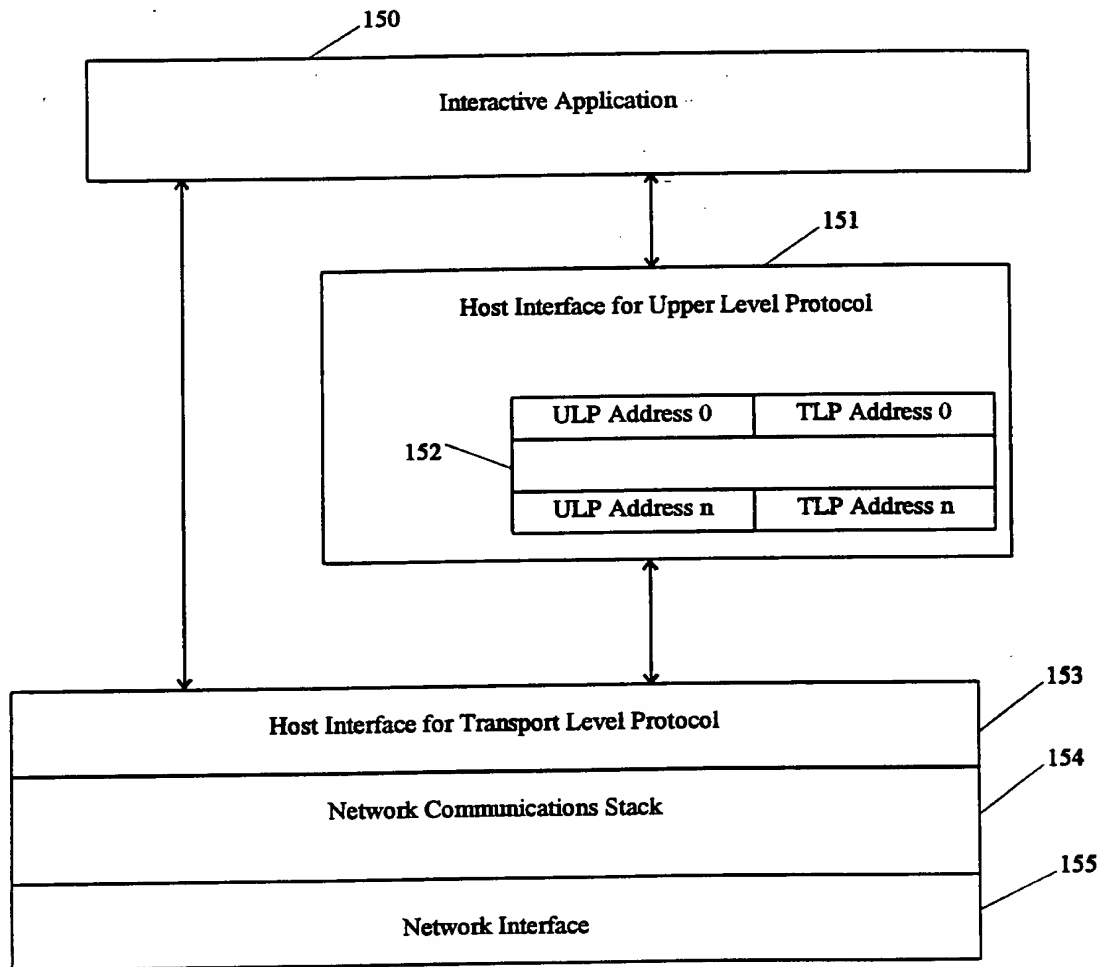 150
Interactive Application
151
Host Interface for Upper Level Protocol
ULP Address 0 TLP Address 0
152
ULP Address n TLP Address n
153
Host Interface for Transport Level Protocol
154
Network Communications Stack
155
Network Interface